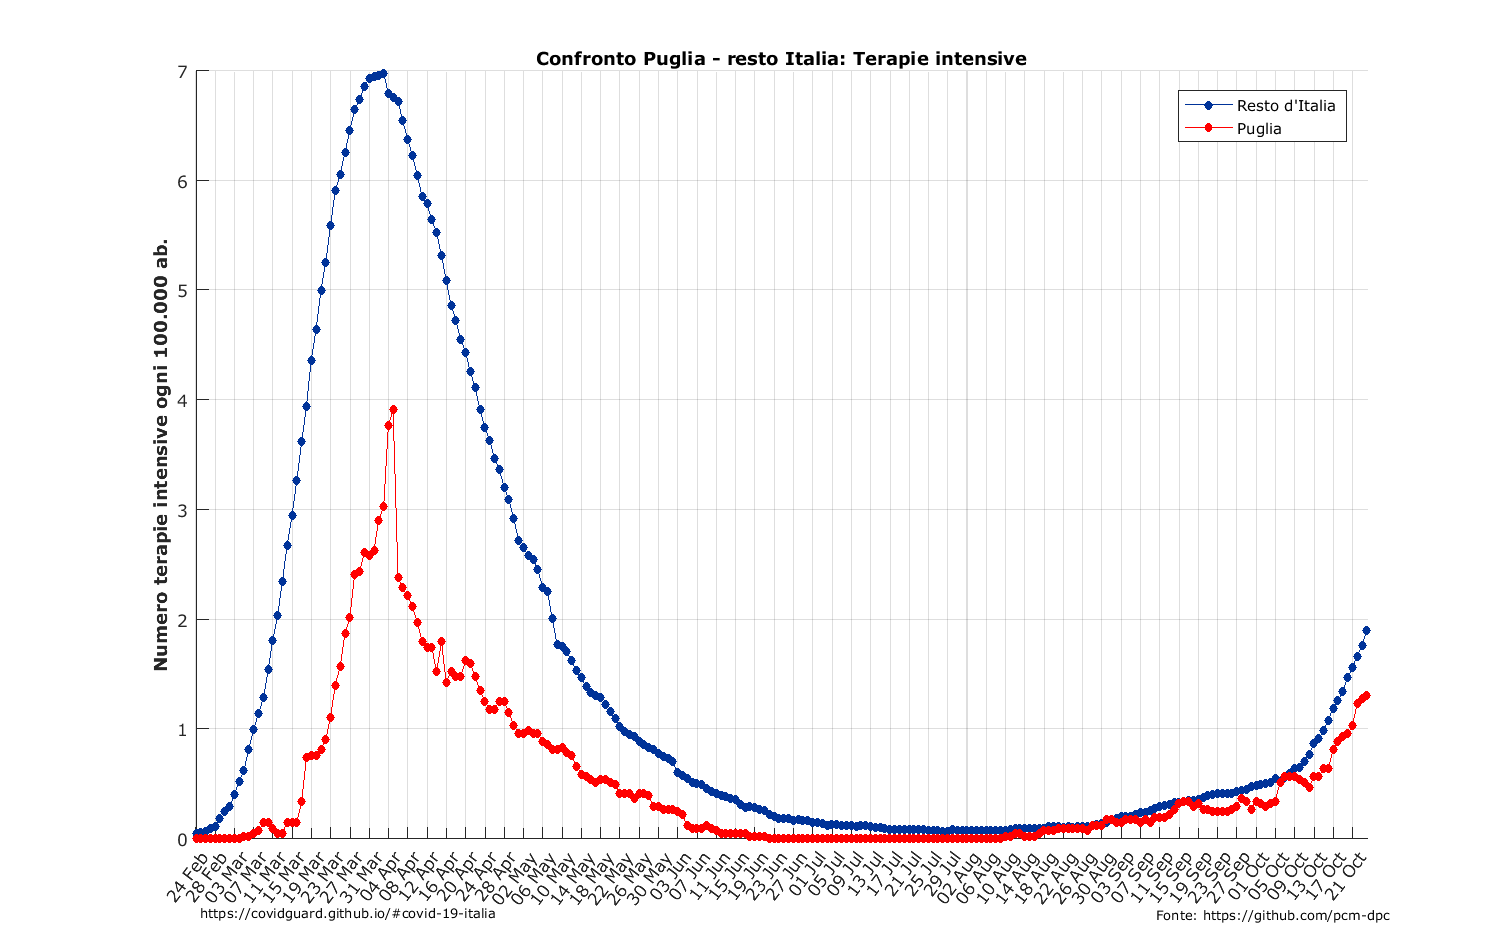 Confronto Puglia - resto Italia: Terapie intensive
Resto d'Italia
Puglia
Numero terapie intensive ogni 100.000 ab.
7
6
5
4
3
2
1
0
24 Feb
28 Feb
03 Mar
07 Mar
11 Mar
15 Mar
19 Mar
23 Mar
27 Mar
31 Mar
04 Apr
08 Apr
12 Apr
16 Apr
20 Apr
24 Apr
28 Apr
02 May
06 May
10 May
14 May
18 May
22 May
26 May
30 May
03 Jun
07 Jun
11 Jun
15 Jun
19 Jun
23 Jun
27 Jun
01 Jul
05 Jul
09 Jul
13 Jul
17 Jul
21 Jul
25 Jul
29 Jul
02 Aug
06 Aug
10 Aug
14 Aug
18 Aug
22 Aug
26 Aug
30 Aug
03 Sep
07 Sep
11 Sep
15 Sep
19 Sep
23 Sep
27 Sep
01 Oct
05 Oct
09 Oct
13 Oct
17 Oct
21 Oct
https://covidguard.github.io/#covid-19-italia
Fonte: https://github.com/pcm-dpc